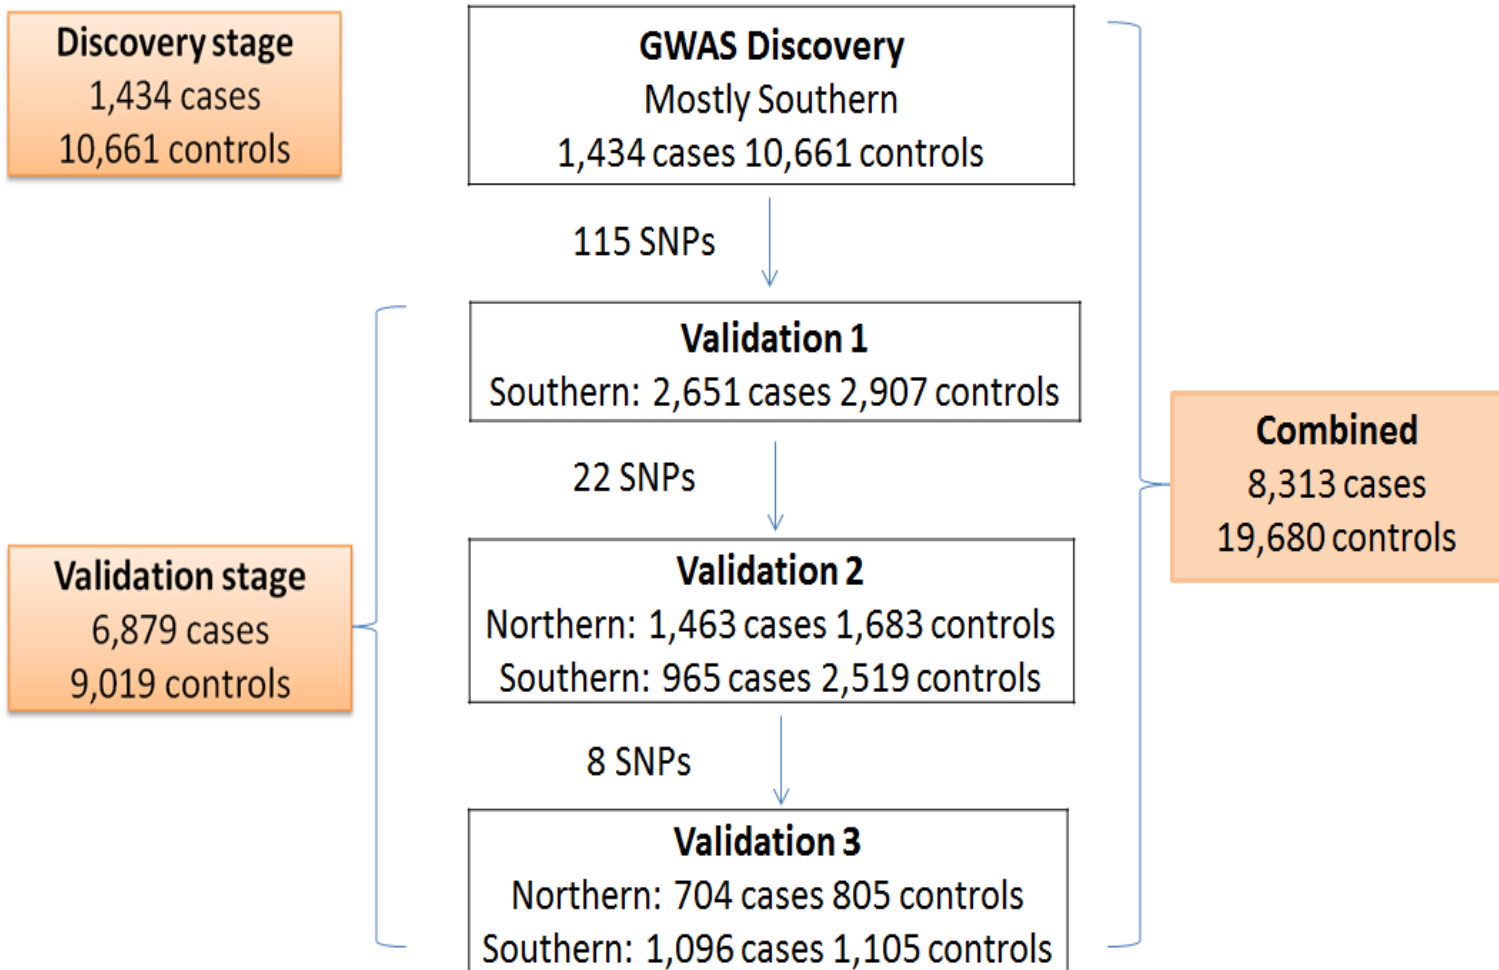 Discovery stage
1,434 cases
10,661 controls
GWAS Discovery
Mostly Southern
1,434 cases 10,661 controls
115 SNPs
Validation 1
Southern: 2,651 cases 2,907 controls
22 SNPs
Validation 2
Northern: 1,463 cases 1,683 controls
Southern: 965 cases 2,519 controls
8 SNPs
Validation 3
Northern: 704 cases 805 controls
Southern: 1,096 cases 1,105 controls
Validation stage
6,879 cases
9,019 controls
Combined
8,313 cases
19,680 controls